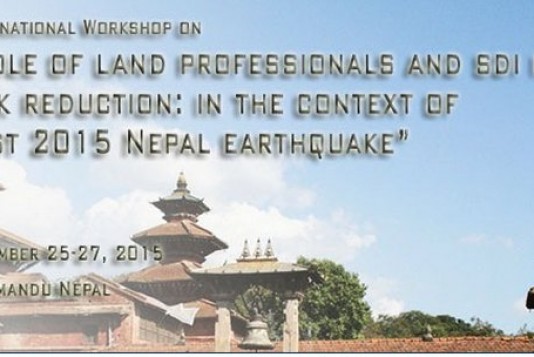 NATIONAL WORKSHOP ON
OLE OF LAND PROFESSIONALS AND SDI
K REDUCTION: IN THE CONTEXT OF
ST 2015 NEPAL EARTHQUAKE”
MBER 25-27, 2015
MANDU NEPAL